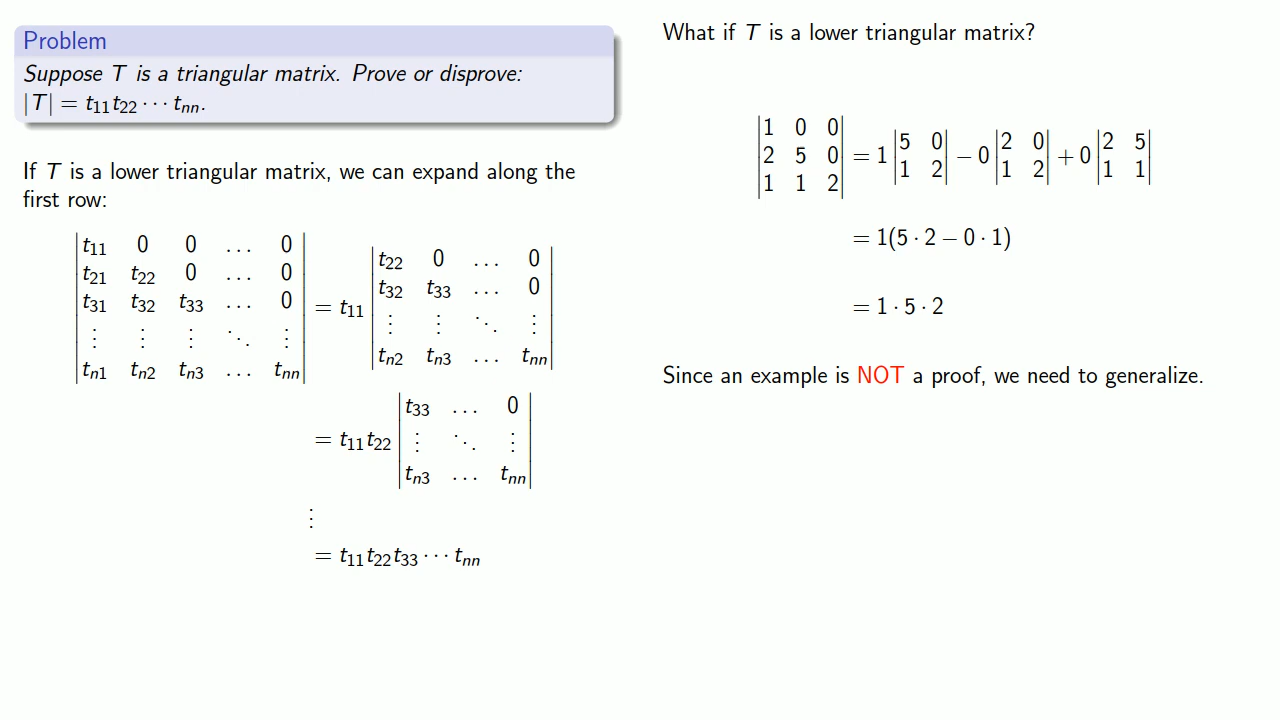 Problem
Suppose T is a triangular matrix. Prove or disprove:
|T| = t₁₁t₂₂ ⋯ tₙₙ.
If T is a lower triangular matrix, we can expand along the
first row:
|t₁₁ 0 0 … 0|
|t₂₁ t₂₂ 0 … 0|
|t₃₁ t₃₂ t₃₃ … 0|
|⋮ ⋮ ⋮ ⋱ ⋮|
|tₙ₁ tₙ₂ tₙ₃ … tₙₙ|
= t₁₁
|t₂₂ 0 … 0|
|t₃₂ t₃₃ … 0|
|⋮ ⋮ ⋱ ⋮|
|tₙ₂ tₙ₃ … tₙₙ|
= t₁₁t₂₂
|t₃₃ … 0|
|⋮ ⋱ ⋮|
|tₙ₃ … tₙₙ|
⋮
= t₁₁t₂₂t₃₃ ⋯ tₙₙ
What if T is a lower triangular matrix?
|1 0 0|
|2 5 0|
|1 1 2|
= 1 |5 0| − 0 |2 0| + 0 |2 5|
|1 2| |1 2| |1 1|
= 1(5 · 2 − 0 · 1)
= 1 · 5 · 2
Since an example is NOT a proof, we need to generalize.